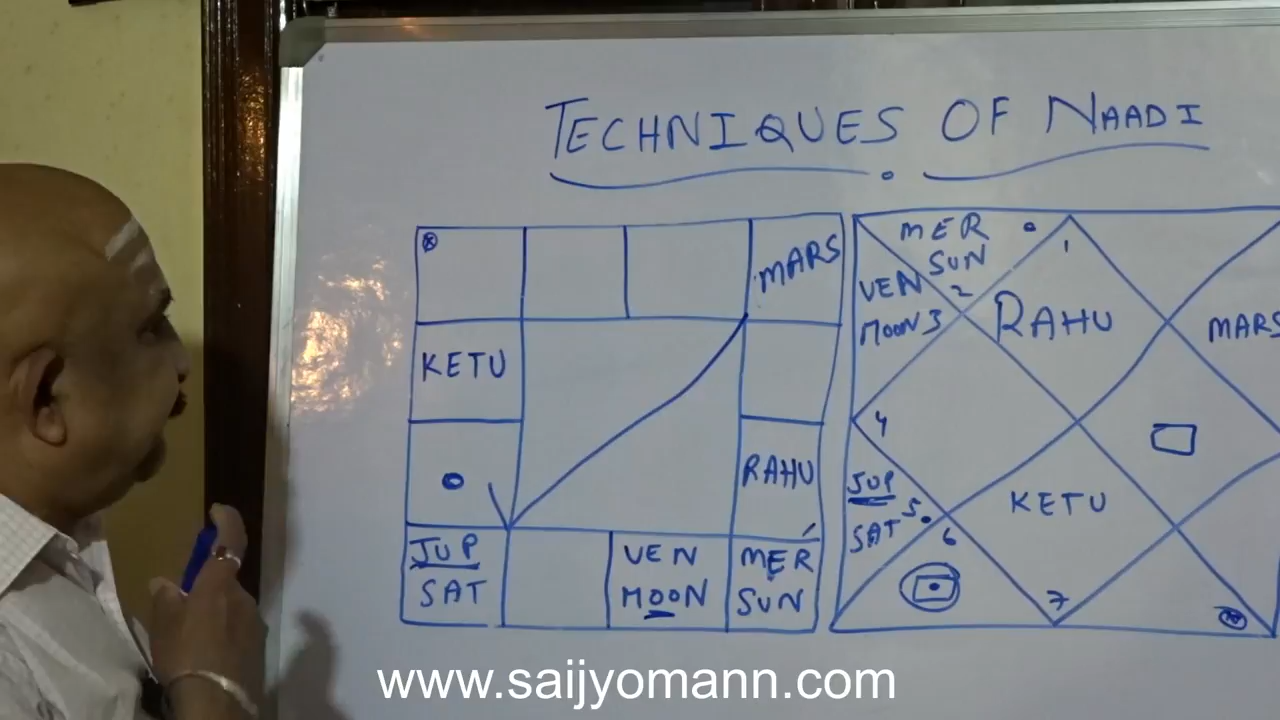 TECHNIQUES OF NAADI
MARS
KETU
RAHU
JUP
SAT
VEN
MOON
MER
SUN
MER
SUN
2
VEN
MOON 3
1
RAHU
MARS
4
JUP
SAT 5
6
KETU
7
www.saijyomann.com